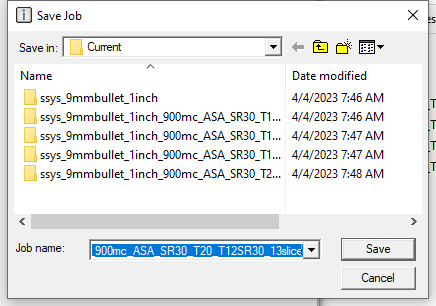 Save Job
Save in: Current
Name Date modified
ssys_9mmbullet_1inch 4/4/2023 7:46 AM
ssys_9mmbullet_1inch_900mc_ASA_SR30_T1... 4/4/2023 7:46 AM
ssys_9mmbullet_1inch_900mc_ASA_SR30_T1... 4/4/2023 7:47 AM
ssys_9mmbullet_1inch_900mc_ASA_SR30_T1... 4/4/2023 7:47 AM
ssys_9mmbullet_1inch_900mc_ASA_SR30_T2... 4/4/2023 7:48 AM
Job name: _900mc_ASA_SR30_T20_T12SR30_13slice Save
Cancel